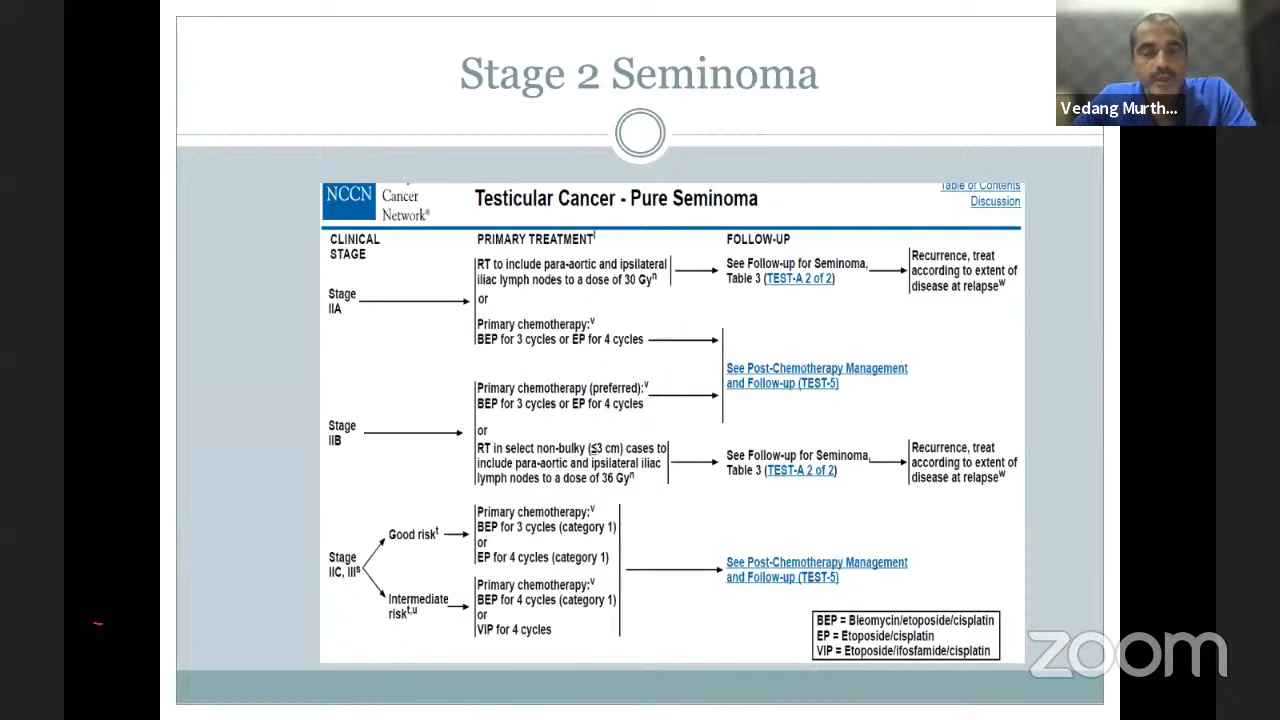 Stage 2 Seminoma
Vedang Murth...
NCCN
Cancer
Network®
Testicular Cancer - Pure Seminoma
Table of Contents
Discussion
CLINICAL
STAGE
PRIMARY TREATMENTˡ
FOLLOW-UP
Stage
IIA
RT to include para-aortic and ipsilateral
iliac lymph nodes to a dose of 30 Gyⁿ
or
Primary chemotherapy:ᵛ
BEP for 3 cycles or EP for 4 cycles
See Follow-up for Seminoma,
Table 3 (TEST-A 2 of 2)
Recurrence, treat
according to extent of
disease at relapseʷ
See Post-Chemotherapy Management
and Follow-up (TEST-5)
Stage
IIB
Primary chemotherapy (preferred):ᵛ
BEP for 3 cycles or EP for 4 cycles
or
RT in select non-bulky (≤3 cm) cases to
include para-aortic and ipsilateral iliac
lymph nodes to a dose of 36 Gyⁿ
See Follow-up for Seminoma,
Table 3 (TEST-A 2 of 2)
Recurrence, treat
according to extent of
disease at relapseʷ
Stage
IIC, IIIˢ
Good riskᵗ
Primary chemotherapy:ᵛ
BEP for 3 cycles (category 1)
or
EP for 4 cycles (category 1)
Intermediate
riskᵗ,ᵘ
Primary chemotherapy:ᵛ
BEP for 4 cycles (category 1)
or
VIP for 4 cycles
See Post-Chemotherapy Management
and Follow-up (TEST-5)
BEP = Bleomycin/etoposide/cisplatin
EP = Etoposide/cisplatin
VIP = Etoposide/ifosfamide/cisplatin
zoom